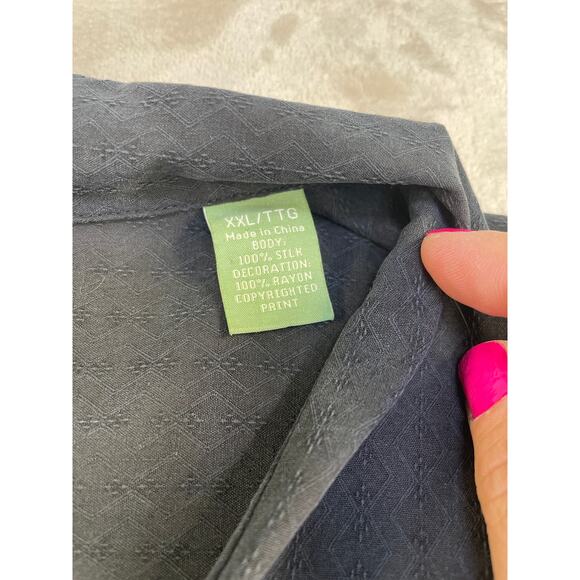 XXL/TTG
Made in China
BODY:
100% SILK
DECORATION:
100% RAYON
COPYRIGHTED
PRINT